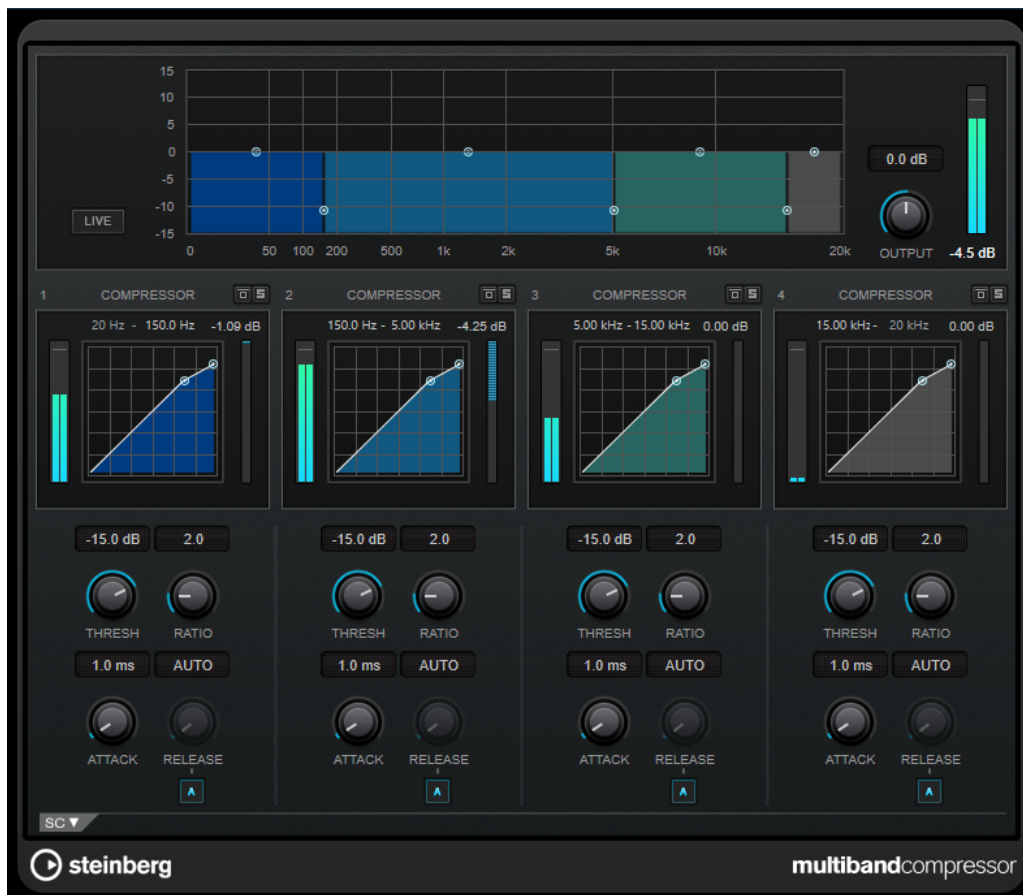 15
10
5
0
-5
-10
-15
LIVE
0 50 100 200 500 1k 2k 5k 10k 20k
0.0 dB
OUTPUT -4.5 dB
1 COMPRESSOR S 2 COMPRESSOR S 3 COMPRESSOR S 4 COMPRESSOR S
20 Hz - 150.0 Hz -1.09 dB 150.0 Hz - 5.00 kHz -4.25 dB 5.00 kHz - 15.00 kHz 0.00 dB 15.00 kHz - 20 kHz 0.00 dB
-15.0 dB 2.0 -15.0 dB 2.0 -15.0 dB 2.0 -15.0 dB 2.0
THRESH RATIO THRESH RATIO THRESH RATIO THRESH RATIO
1.0 ms AUTO 1.0 ms AUTO 1.0 ms AUTO 1.0 ms AUTO
ATTACK RELEASE ATTACK RELEASE ATTACK RELEASE ATTACK RELEASE
A A A A
SC ▼
steinberg multibandcompressor